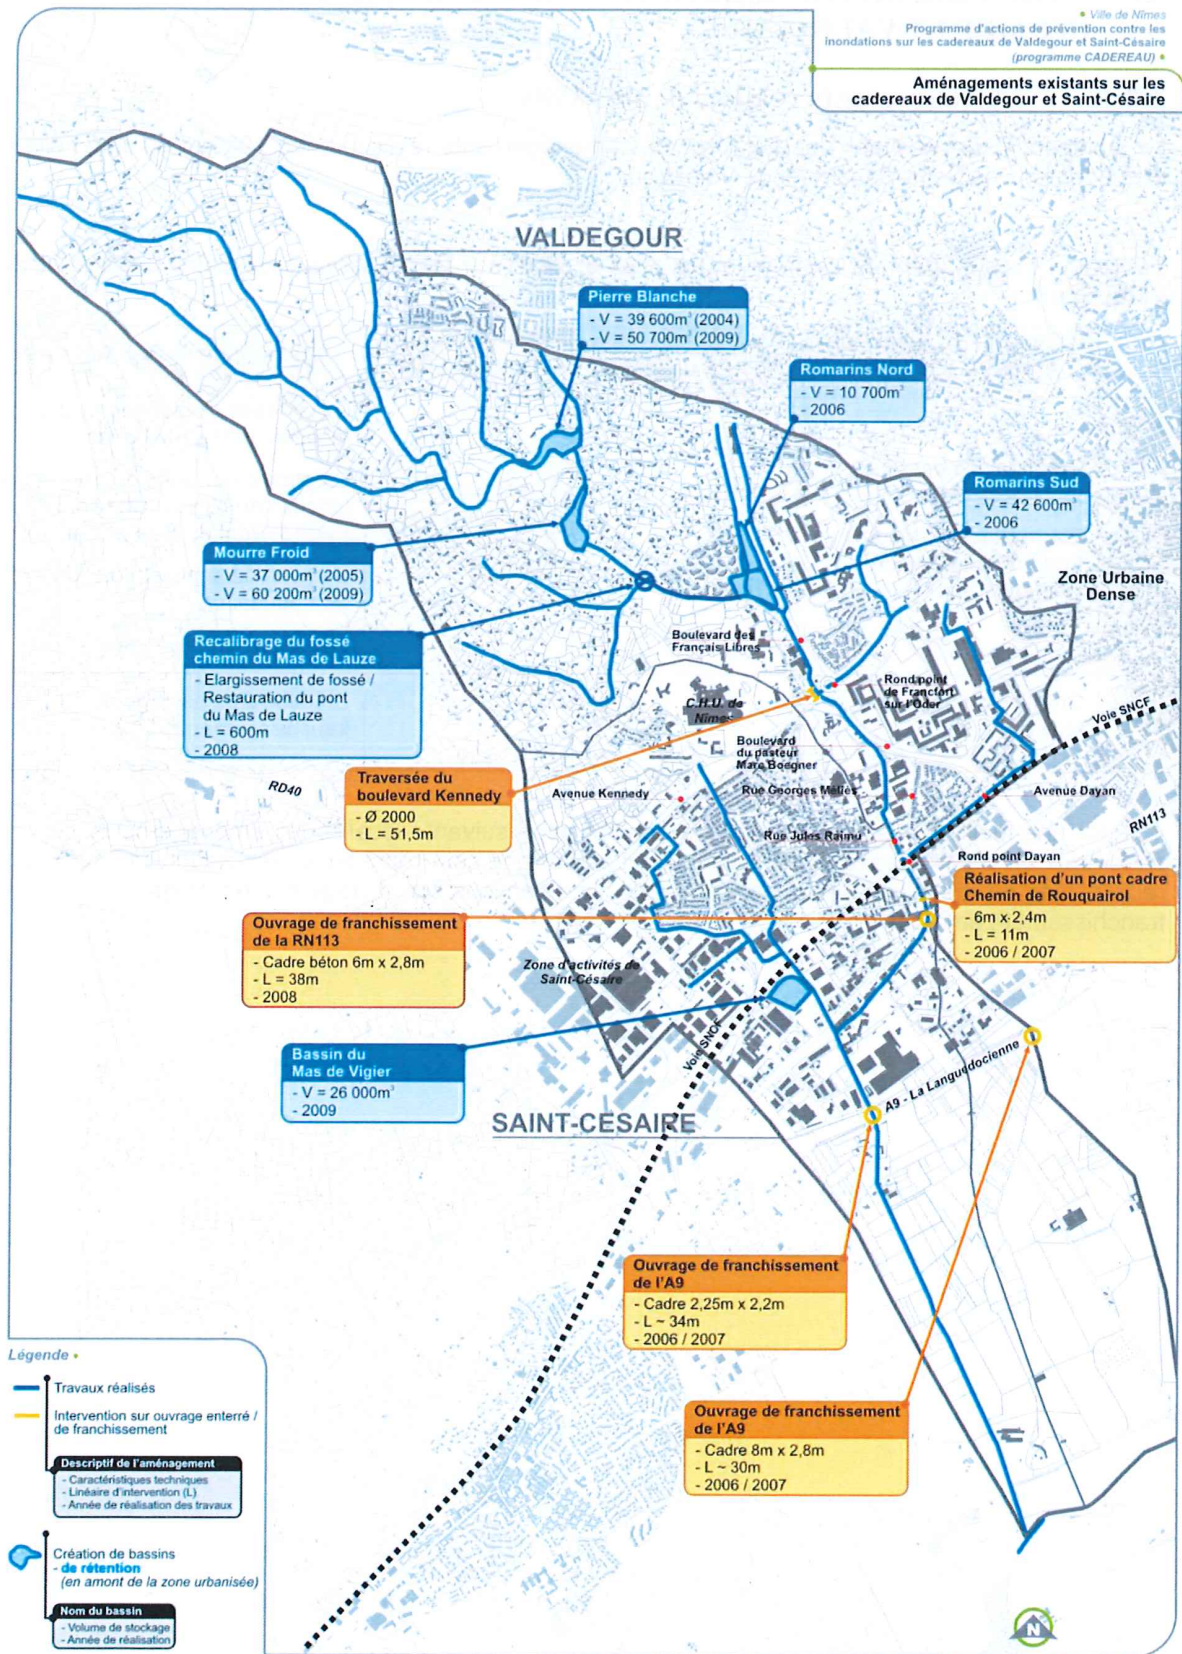 • Ville de Nîmes
Programme d'actions de prévention contre les
inondations sur les cadereaux de Valdegour et Saint-Césaire
(programme CADEREAU) •
Aménagements existants sur les
cadereaux de Valdegour et Saint-Césaire
VALDEGOUR
Pierre Blanche
- V = 39 600m³ (2004)
- V = 50 700m³ (2009)
Romarins Nord
- V = 10 700m³
- 2006
Romarins Sud
- V = 42 600m³
- 2006
Mourre Froid
- V = 37 000m³ (2005)
- V = 60 200m³ (2009)
Zone Urbaine
Dense
Recalibrage du fossé
chemin du Mas de Lauze
- Elargissement de fossé /
Restauration du pont
du Mas de Lauze
- L = 600m
- 2008
Boulevard des
Français Libres
C.H.U. de
Nîmes
Rond point
de Francfort
sur l'Oder
Voie SNCF
Boulevard
du pasteur
Marc Boegner
RD40
Traversée du
boulevard Kennedy
- Ø 2000
- L = 51,5m
Avenue Kennedy
Rue Georges Méliès
Avenue Dayan
RN113
Rue Jules Raimu
Rond point Dayan
Réalisation d'un pont cadre
Chemin de Rouquairol
- 6m x 2,4m
- L = 11m
- 2006 / 2007
Ouvrage de franchissement
de la RN113
- Cadre béton 6m x 2,8m
- L = 38m
- 2008
Zone d'activités de
Saint-Césaire
Voie SNCF
Bassin du
Mas de Vigier
- V = 26 000m³
- 2009
A9 - La Languedocienne
SAINT-CESAIRE
Ouvrage de franchissement
de l'A9
- Cadre 2,25m x 2,2m
- L ~ 34m
- 2006 / 2007
Ouvrage de franchissement
de l'A9
- Cadre 8m x 2,8m
- L ~ 30m
- 2006 / 2007
Légende •
Travaux réalisés
Intervention sur ouvrage enterré /
de franchissement
Descriptif de l'aménagement
- Caractéristiques techniques
- Linéaire d'intervention (L)
- Année de réalisation des travaux
Création de bassins
- de rétention
(en amont de la zone urbanisée)
Nom du bassin
- Volume de stockage
- Année de réalisation
N